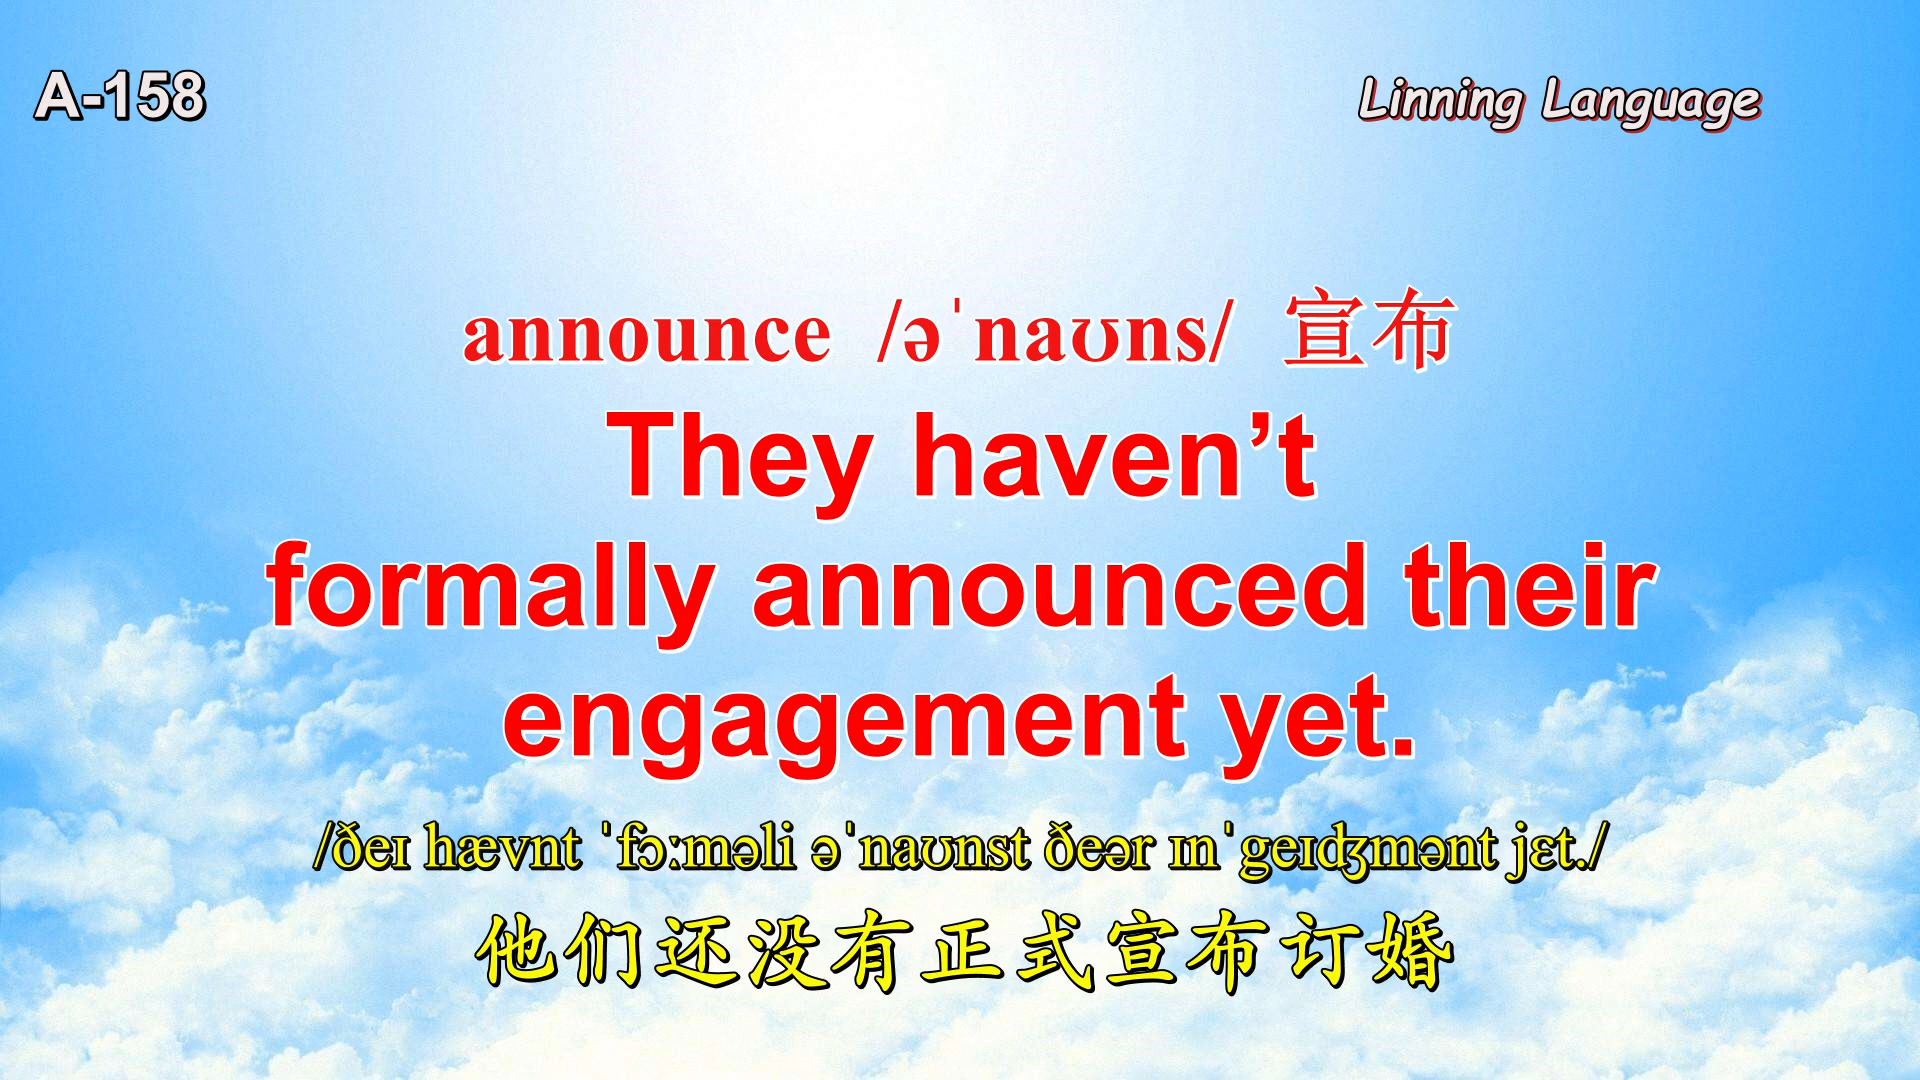 A-158
Linning Language
announce /əˈnaʊns/ 宣布
They haven’t
formally announced their
engagement yet.
/ðeɪ hævnt ˈfɔːməli əˈnaʊnst ðeər ɪnˈgeɪʤmənt jɛt./
他们还没有正式宣布订婚